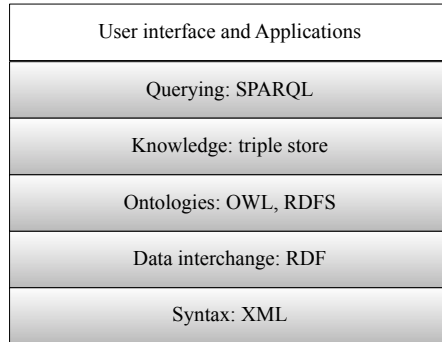 User interface and Applications
Querying: SPARQL
Knowledge: triple store
Ontologies: OWL, RDFS
Data interchange: RDF
Syntax: XML